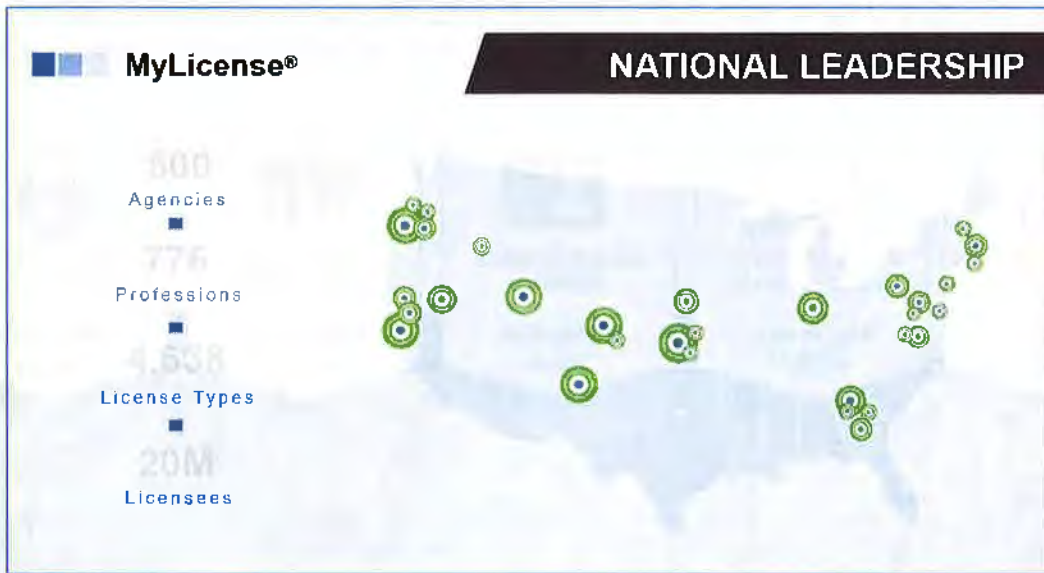 MyLicense®
NATIONAL LEADERSHIP
500
Agencies
776
Professions
4,638
License Types
20M
Licensees